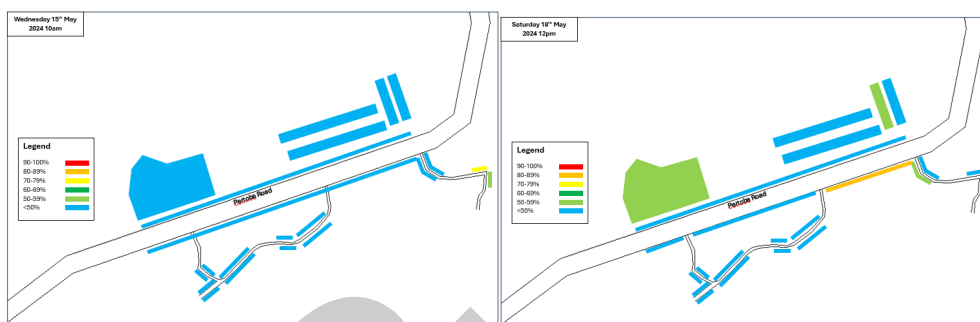 Wednesday 15th May
2024 10am
Legend
90-100%
80-89%
70-79%
60-69%
50-59%
<50%
Pertobe Road
Saturday 18th May
2024 12pm
Legend
90-100%
80-89%
70-79%
60-69%
50-59%
<50%
Pertobe Road